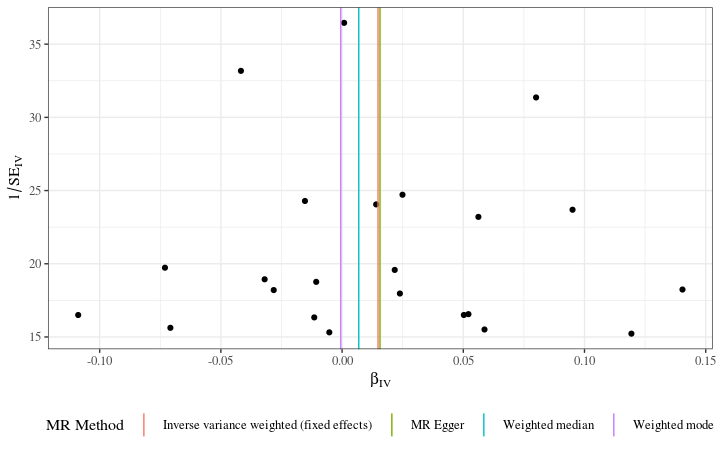 1/SE_IV
35
30
25
20
15
-0.10
-0.05
0.00
0.05
0.10
0.15
β_IV
MR Method
Inverse variance weighted (fixed effects)
MR Egger
Weighted median
Weighted mode